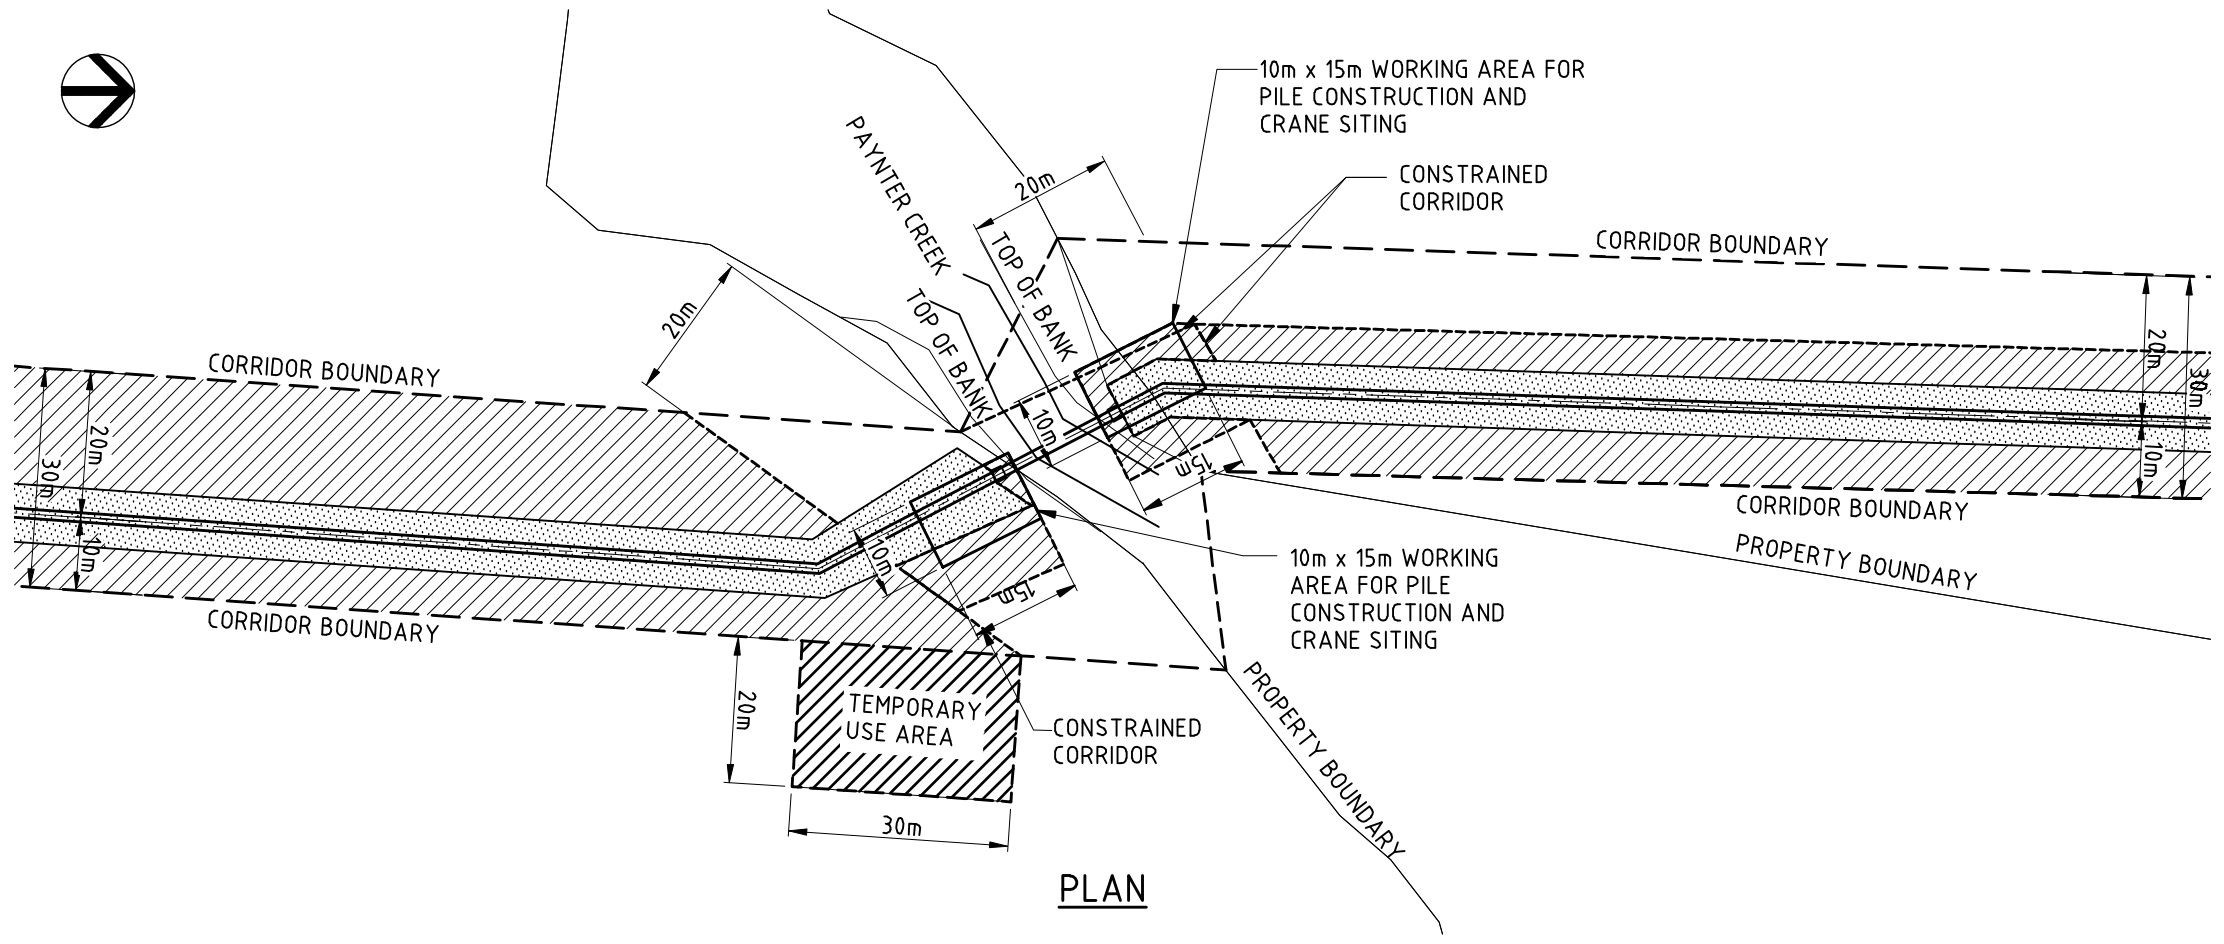 10m x 15m WORKING AREA FOR
PILE CONSTRUCTION AND
CRANE SITING
PAYNTER CREEK
20m
CONSTRAINED
CORRIDOR
TOP OF BANK
CORRIDOR BOUNDARY
20m
TOP OF BANK
CORRIDOR BOUNDARY
20m
30m
10m
10m
15m
20m
30m
10m
10m
15m
CORRIDOR BOUNDARY
PROPERTY BOUNDARY
10m x 15m WORKING
AREA FOR PILE
CONSTRUCTION AND
CRANE SITING
CORRIDOR BOUNDARY
20m
TEMPORARY
USE AREA
CONSTRAINED
CORRIDOR
PROPERTY BOUNDARY
30m
PLAN